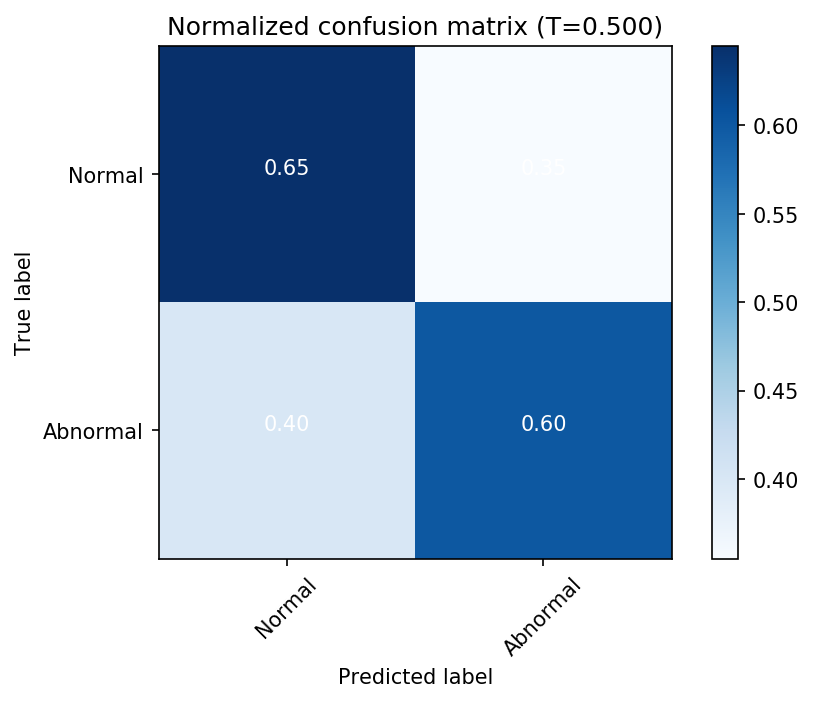 Normalized confusion matrix (T=0.500)
True label
Normal
Abnormal
0.65
0.35
0.40
0.60
Normal
Abnormal
Predicted label
0.60
0.55
0.50
0.45
0.40